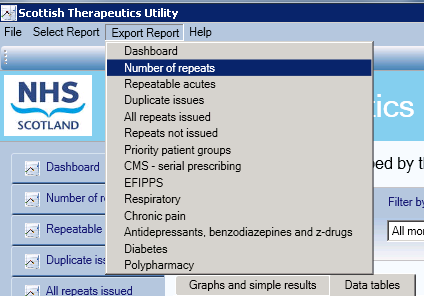 Scottish Therapeutics Utility
File Select Report Export Report Help
Dashboard
Number of repeats
Repeatable acutes
Duplicate issues
All repeats issued
Repeats not issued
Priority patient groups
CMS - serial prescribing
EFIPPS
Respiratory
Chronic pain
Antidepressants, benzodiazepines and z-drugs
Diabetes
Polypharmacy
NHS
SCOTLAND
tics
ped by th
Dashboard
Number of r
Repeatable
Duplicate iss
All repeats issued
Filter by
All mo
Graphs and simple results Data tables